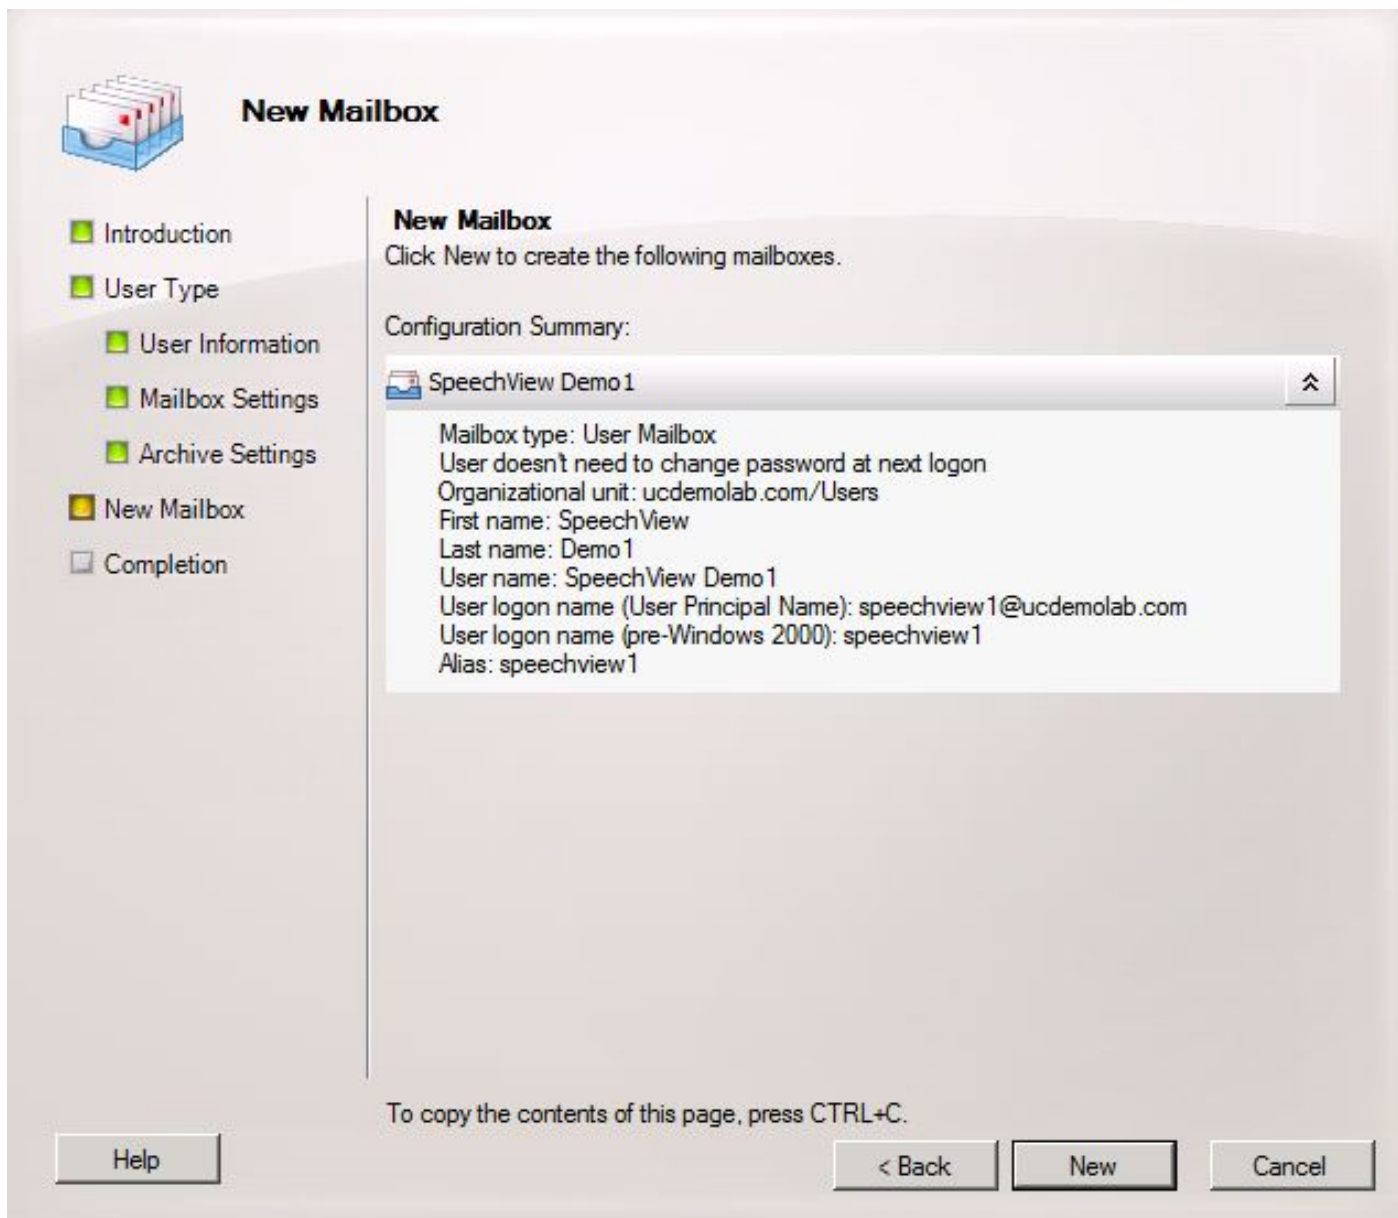 New Mailbox
Introduction
User Type
User Information
Mailbox Settings
Archive Settings
New Mailbox
Completion
New Mailbox
Click New to create the following mailboxes.
Configuration Summary:
SpeechView Demo1
Mailbox type: User Mailbox
User doesn't need to change password at next logon
Organizational unit: ucdemolab.com/Users
First name: SpeechView
Last name: Demo1
User name: SpeechView Demo1
User logon name (User Principal Name): speechview1@ucdemolab.com
User logon name (pre-Windows 2000): speechview1
Alias: speechview1
To copy the contents of this page, press CTRL+C.
Help
< Back
New
Cancel